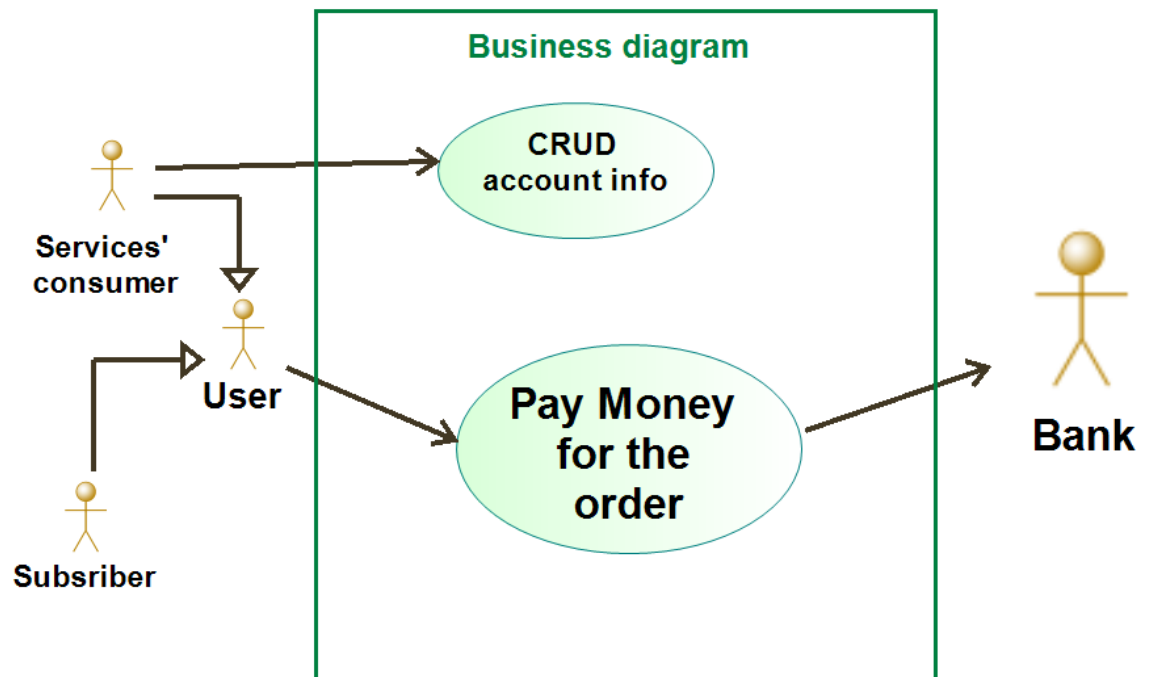 Business diagram
CRUD
account info
Services'
consumer
User
Pay Money
for the
order
Bank
Subsriber